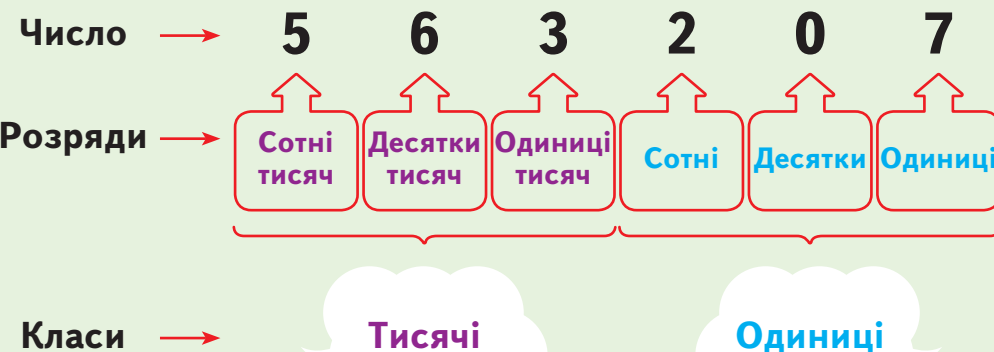 Число 5 6 3 2 0 7
Розряди Сотні тисяч Десятки тисяч Одиниці тисяч Сотні Десятки Одиниці
Класи Тисячі Одиниці